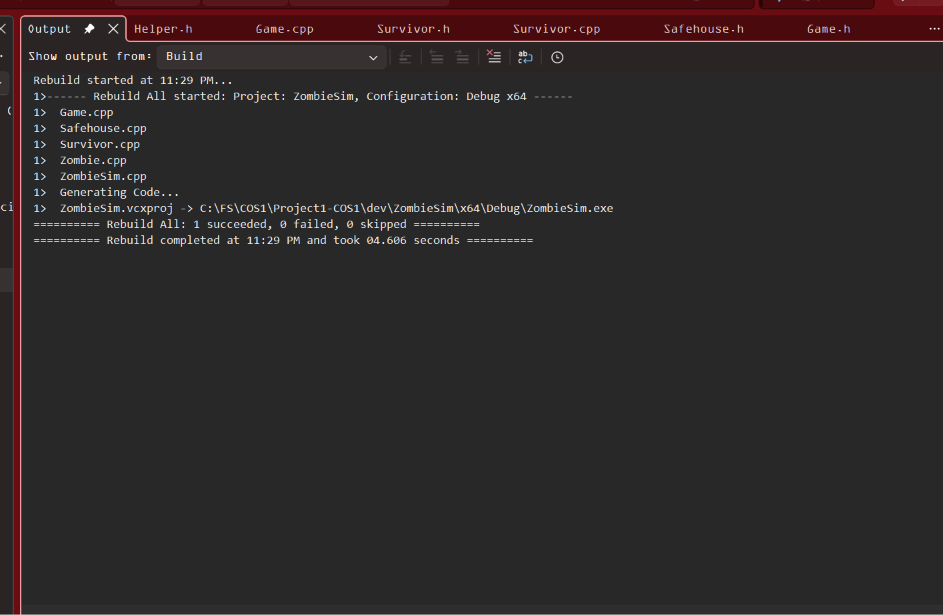 Output Helper.h Game.cpp Survivor.h Survivor.cpp Safehouse.h Game.h
Show output from: Build
Rebuild started at 11:29 PM...
1>------ Rebuild All started: Project: ZombieSim, Configuration: Debug x64 ------
1>  Game.cpp
1>  Safehouse.cpp
1>  Survivor.cpp
1>  Zombie.cpp
1>  ZombieSim.cpp
1>  Generating Code...
1>  ZombieSim.vcxproj -> C:\FS\COS1\Project1-COS1\dev\ZombieSim\x64\Debug\ZombieSim.exe
========== Rebuild All: 1 succeeded, 0 failed, 0 skipped ==========
========== Rebuild completed at 11:29 PM and took 04.606 seconds ==========